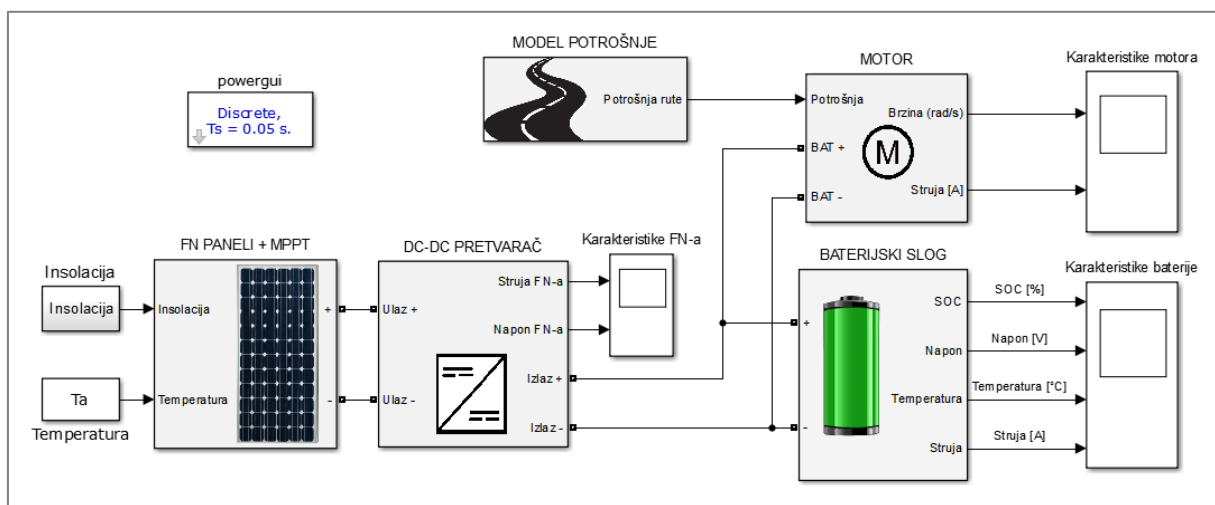 MODEL POTROŠNJE
MOTOR
Karakteristike motora
powergui
Discrete,
Ts = 0.05 s.
Potrošnja rute
Potrošnja
Brzina (rad/s)
BAT +
M
BAT -
Struja [A]
FN PANELI + MPPT
DC-DC PRETVARAČ
Karakteristike FN-a
BATERIJSKI SLOG
Karakteristike baterije
Insolacija
Insolacija
Insolacija
+
Ulaz +
Struja FN-a
Napon FN-a
Izlaz +
+
SOC
SOC [%]
Napon
Napon [V]
Ta
Temperatura
Temperatura
-
Ulaz -
Izlaz -
-
Temperatura
Temperatura [°C]
Struja
Struja [A]